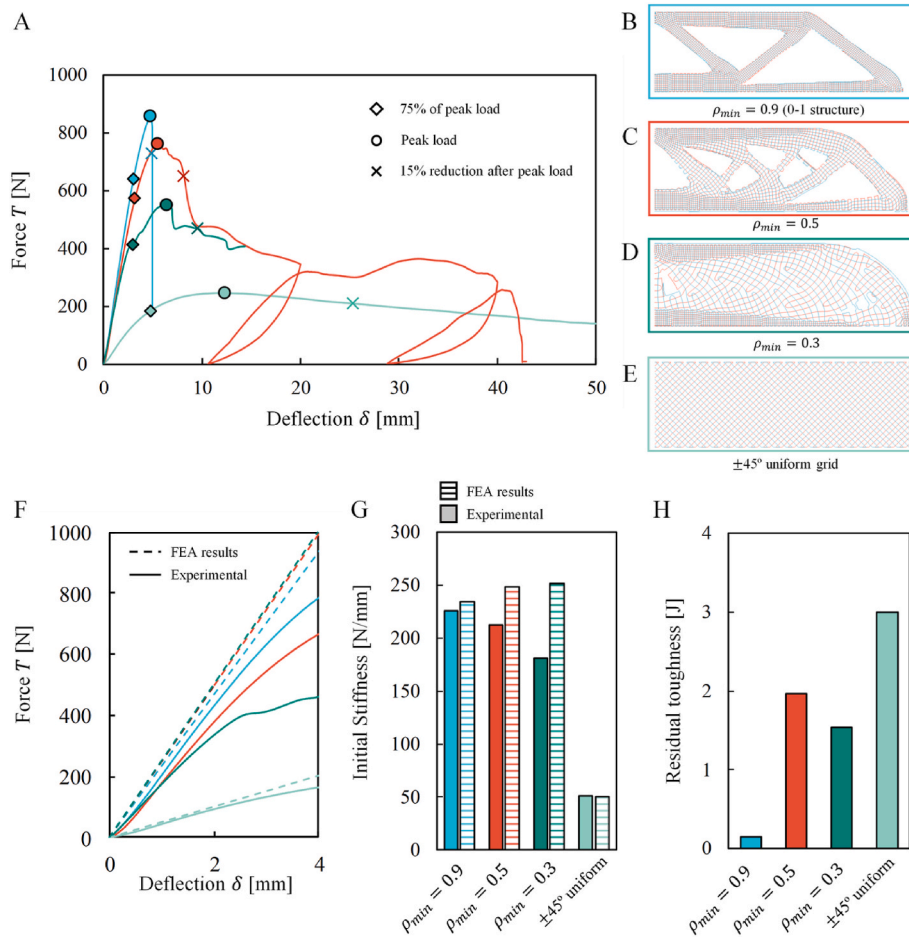 A
1000
800
600
400
200
0
Force T [N]
0
10
20
30
40
50
Deflection δ [mm]
75% of peak load
Peak load
15% reduction after peak load
B
ρmin = 0.9 (0-1 structure)
C
ρmin = 0.5
D
ρmin = 0.3
E
±45º uniform grid
F
1000
800
600
400
200
0
Force T [N]
FEA results
Experimental
0
2
4
Deflection δ [mm]
G
FEA results
Experimental
300
250
200
150
100
50
0
Initial Stiffness [N/mm]
ρmin = 0.9
ρmin = 0.5
ρmin = 0.3
±45º uniform
H
4
3
2
1
0
Residual toughness [J]
ρmin = 0.9
ρmin = 0.5
ρmin = 0.3
±45º uniform